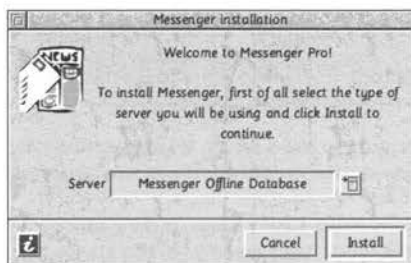 Messenger installation
NEWS
Welcome to Messenger Pro!
To install Messenger, first of all select the type of
server you will be using and click Install to
continue.
Server Messenger Offline Database
i Cancel Install